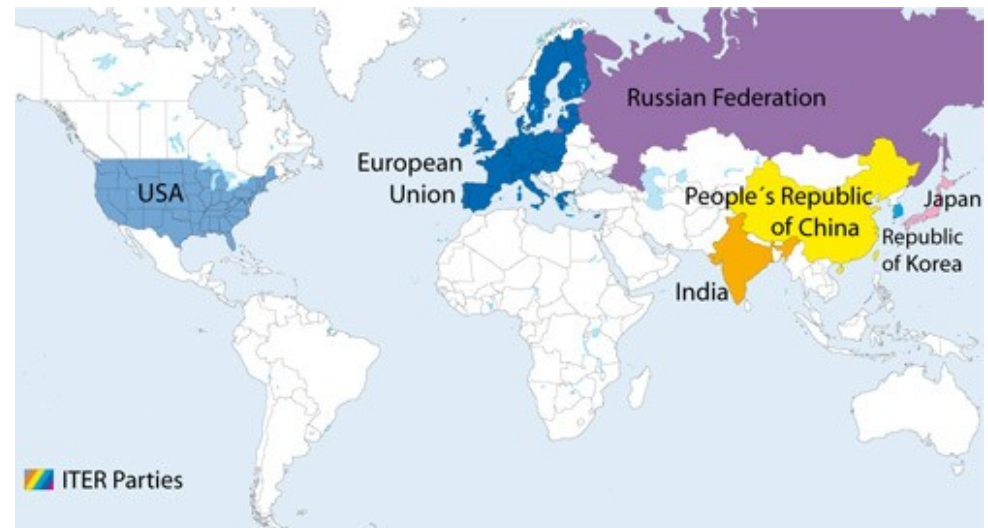 Russian Federation
European
Union
USA
People´s Republic
of China
Japan
Republic
of Korea
India
ITER Parties